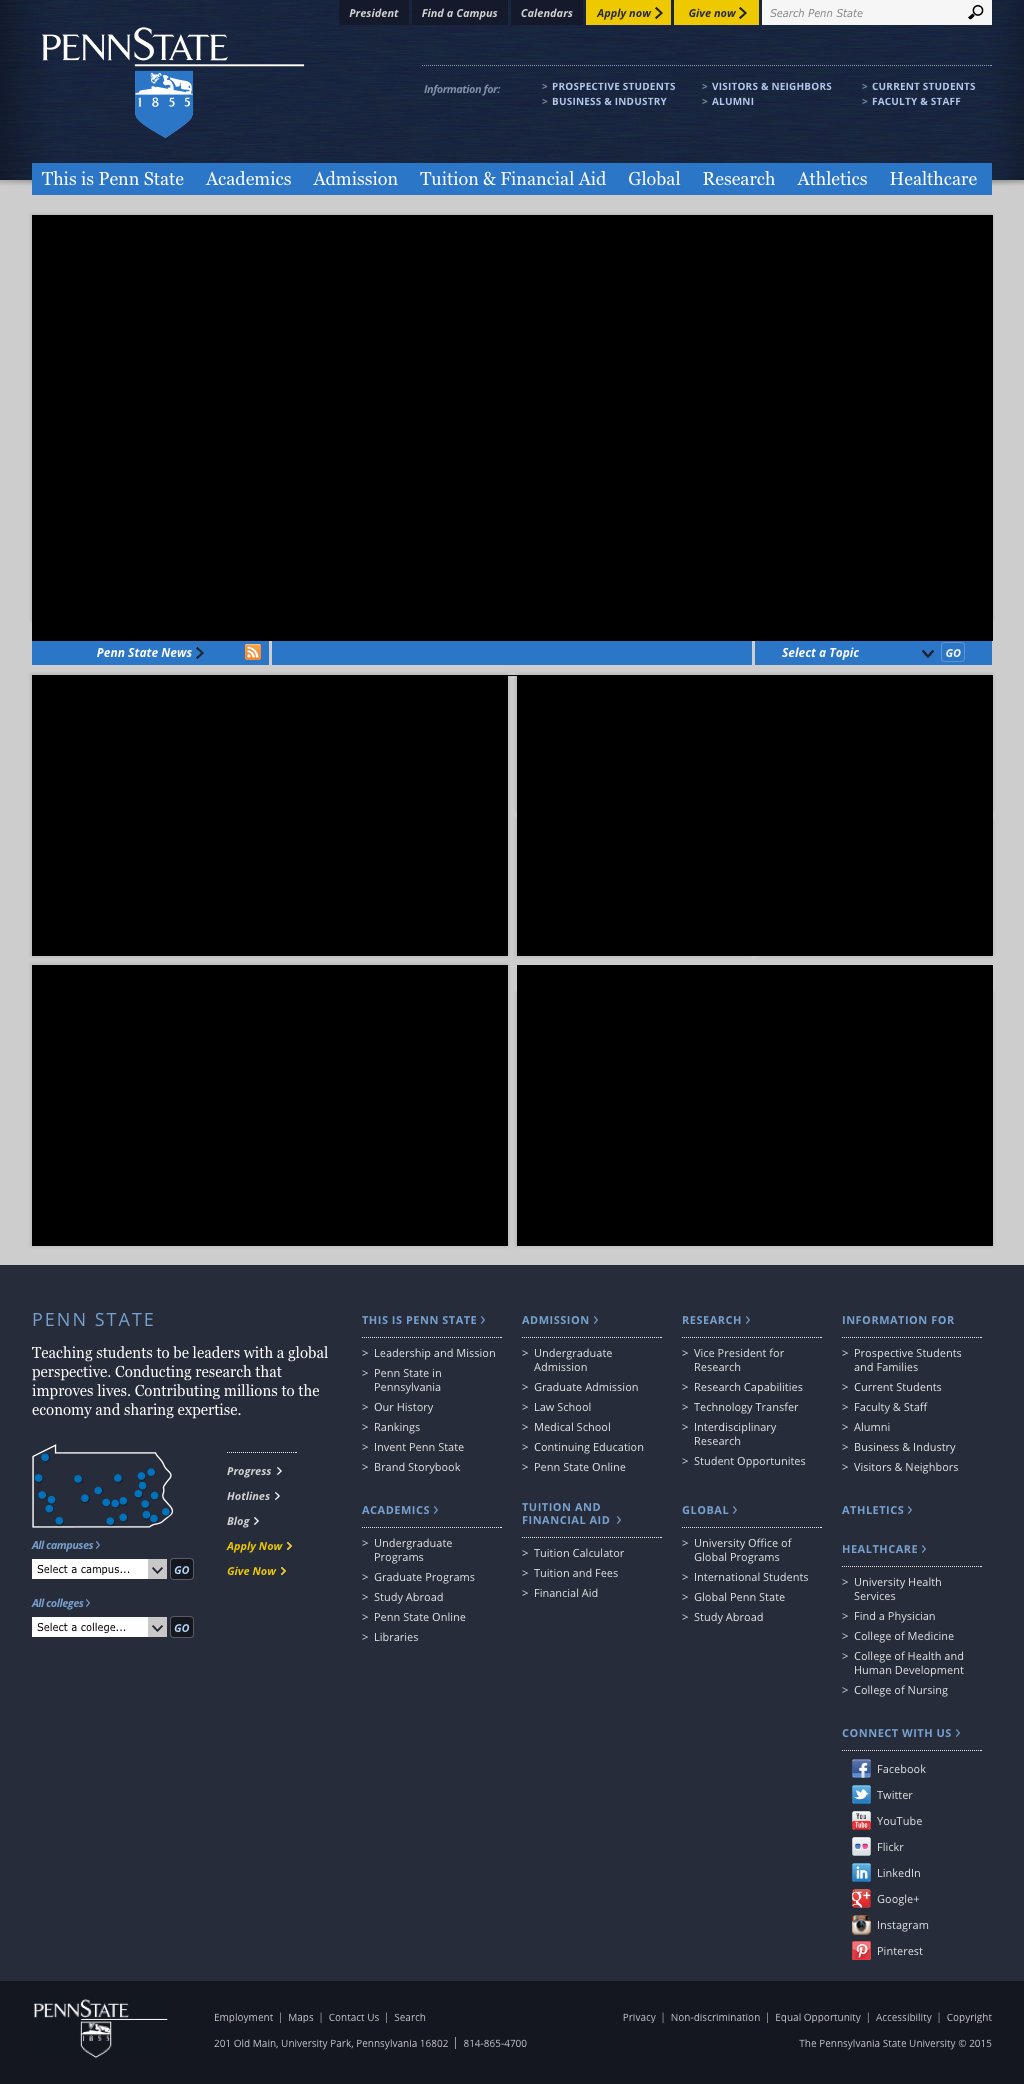 President
Find a Campus
Calendars
Apply now
Give now
Search Penn State
PENNSTATE
1855
Information for:
> PROSPECTIVE STUDENTS
> VISITORS & NEIGHBORS
> CURRENT STUDENTS
> BUSINESS & INDUSTRY
> ALUMNI
> FACULTY & STAFF
This is Penn State
Academics
Admission
Tuition & Financial Aid
Global
Research
Athletics
Healthcare
Penn State News
Select a Topic
GO
PENN STATE
Teaching students to be leaders with a global
perspective. Conducting research that
improves lives. Contributing millions to the
economy and sharing expertise.
All campuses
Select a campus...
GO
All colleges
Select a college...
GO
Progress
Hotlines
Blog
Apply Now
Give Now
THIS IS PENN STATE
> Leadership and Mission
> Penn State in
Pennsylvania
> Our History
> Rankings
> Invent Penn State
> Brand Storybook
ADMISSION
> Undergraduate
Admission
> Graduate Admission
> Law School
> Medical School
> Continuing Education
> Penn State Online
RESEARCH
> Vice President for
Research
> Research Capabilities
> Technology Transfer
> Interdisciplinary
Research
> Student Opportunites
INFORMATION FOR
> Prospective Students
and Families
> Current Students
> Faculty & Staff
> Alumni
> Business & Industry
> Visitors & Neighbors
ACADEMICS
> Undergraduate
Programs
> Graduate Programs
> Study Abroad
> Penn State Online
> Libraries
TUITION AND
FINANCIAL AID
> Tuition Calculator
> Tuition and Fees
> Financial Aid
GLOBAL
> University Office of
Global Programs
> International Students
> Global Penn State
> Study Abroad
ATHLETICS
HEALTHCARE
> University Health
Services
> Find a Physician
> College of Medicine
> College of Health and
Human Development
> College of Nursing
CONNECT WITH US
Facebook
Twitter
You Tube YouTube
Flickr
in LinkedIn
Google+
Instagram
Pinterest
PENNSTATE
1855
Employment | Maps | Contact Us | Search
201 Old Main, University Park, Pennsylvania 16802 | 814-865-4700
Privacy | Non-discrimination | Equal Opportunity | Accessibility | Copyright
The Pennsylvania State University © 2015